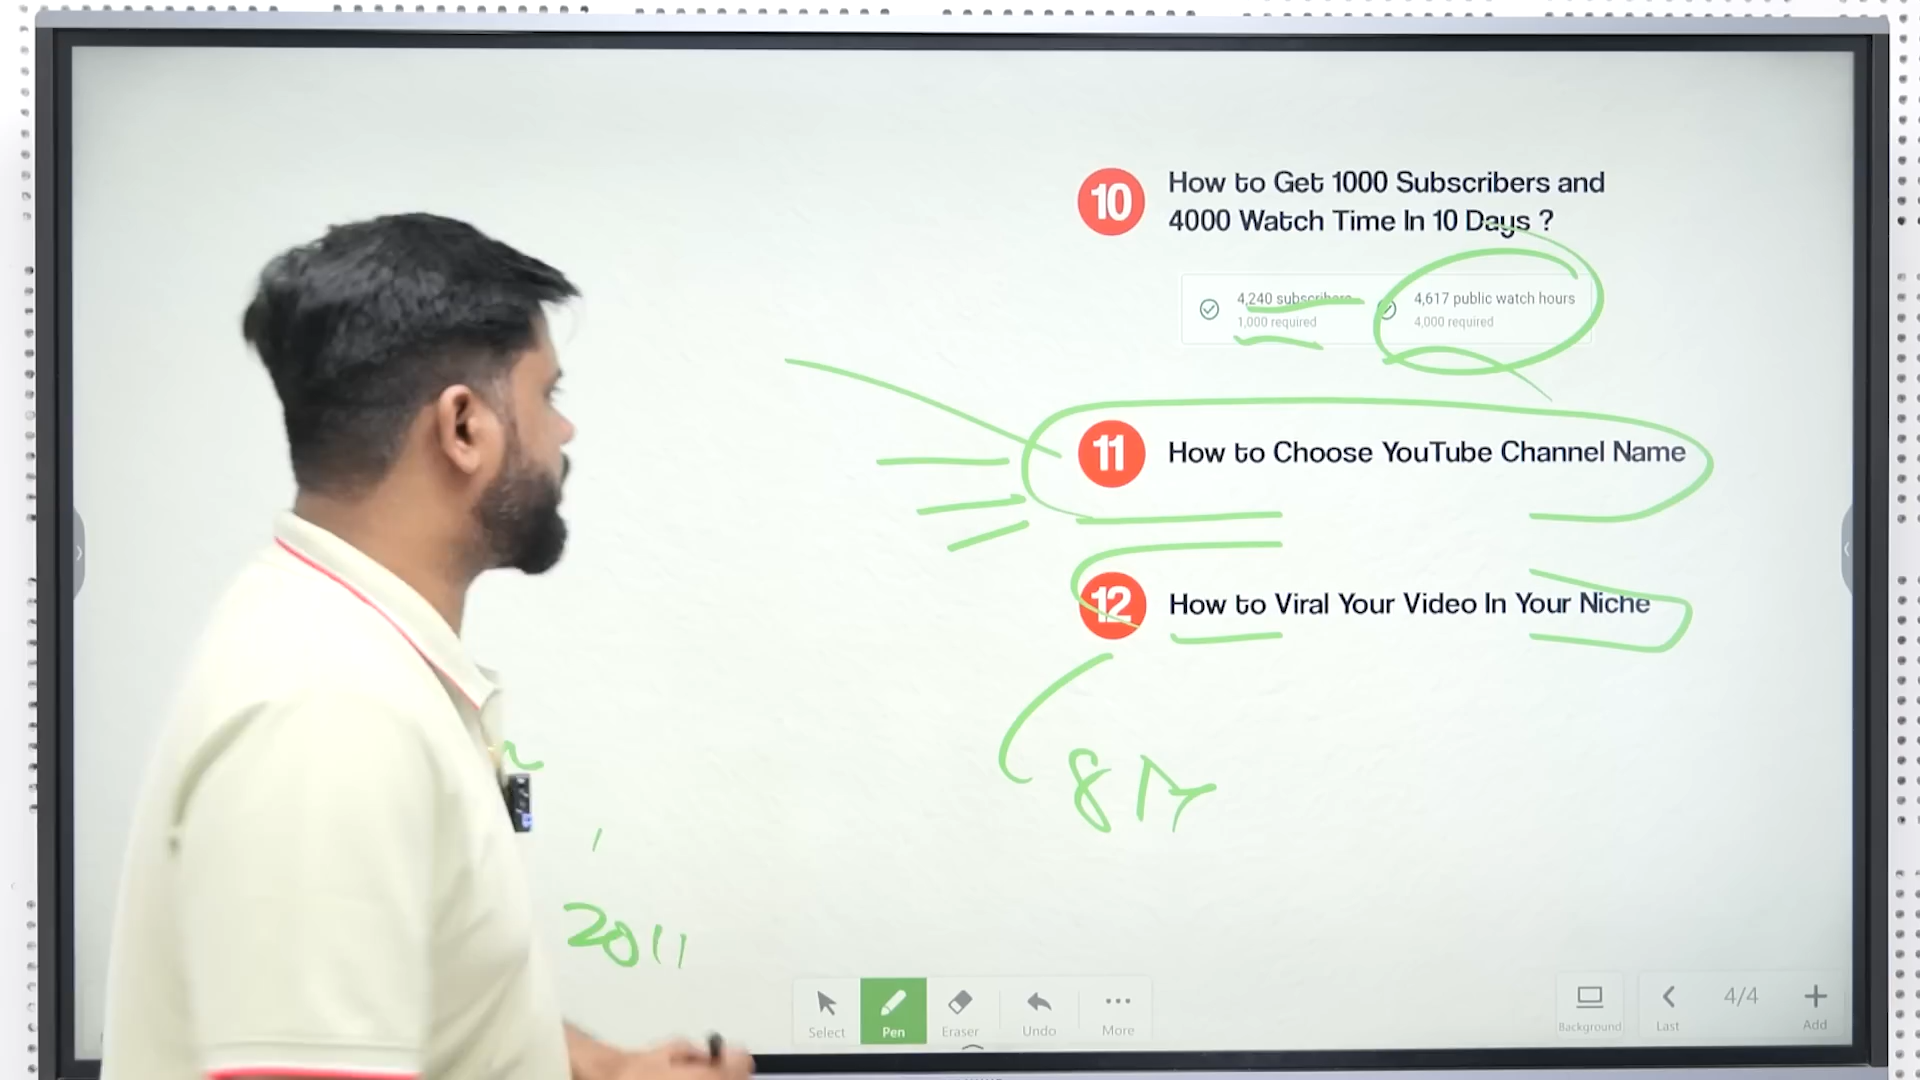 10 How to Get 1000 Subscribers and
4000 Watch Time In 10 Days ?
4,240 subscribers
1,000 required
4,617 public watch hours
4,000 required
11 How to Choose YouTube Channel Name
12 How to Viral Your Video In Your Niche
2011
Select
Pen
Eraser
Undo
More
Background
Last
4/4
Add